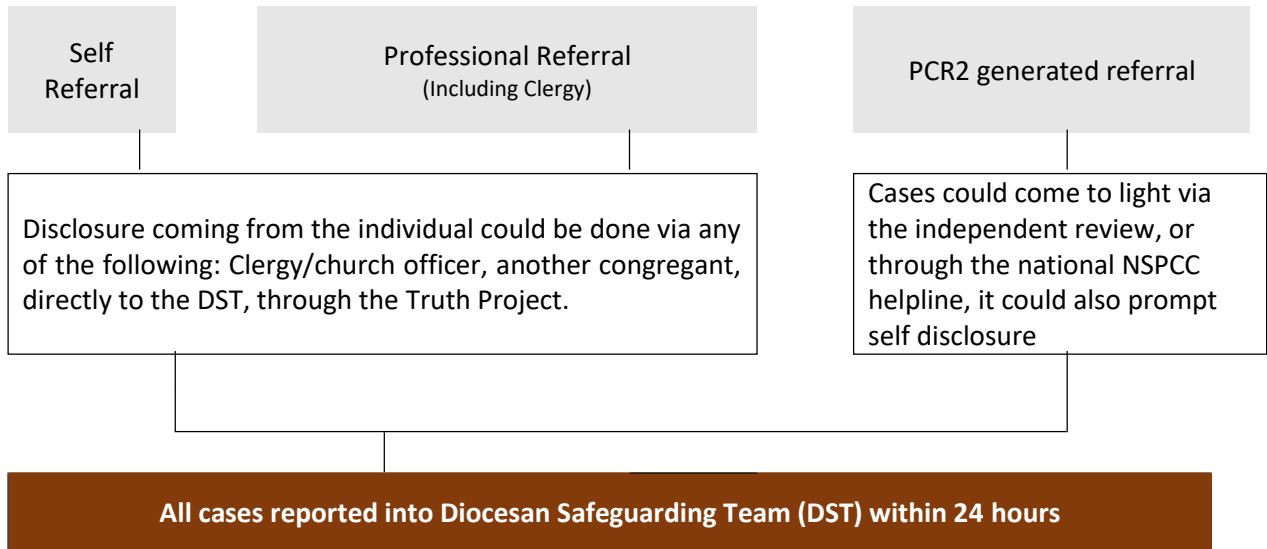 Self
Referral
Professional Referral
(Including Clergy)
PCR2 generated referral
Disclosure coming from the individual could be done via any
of the following: Clergy/church officer, another congregant,
directly to the DST, through the Truth Project.
Cases could come to light via
the independent review, or
through the national NSPCC
helpline, it could also prompt
self disclosure
All cases reported into Diocesan Safeguarding Team (DST) within 24 hours